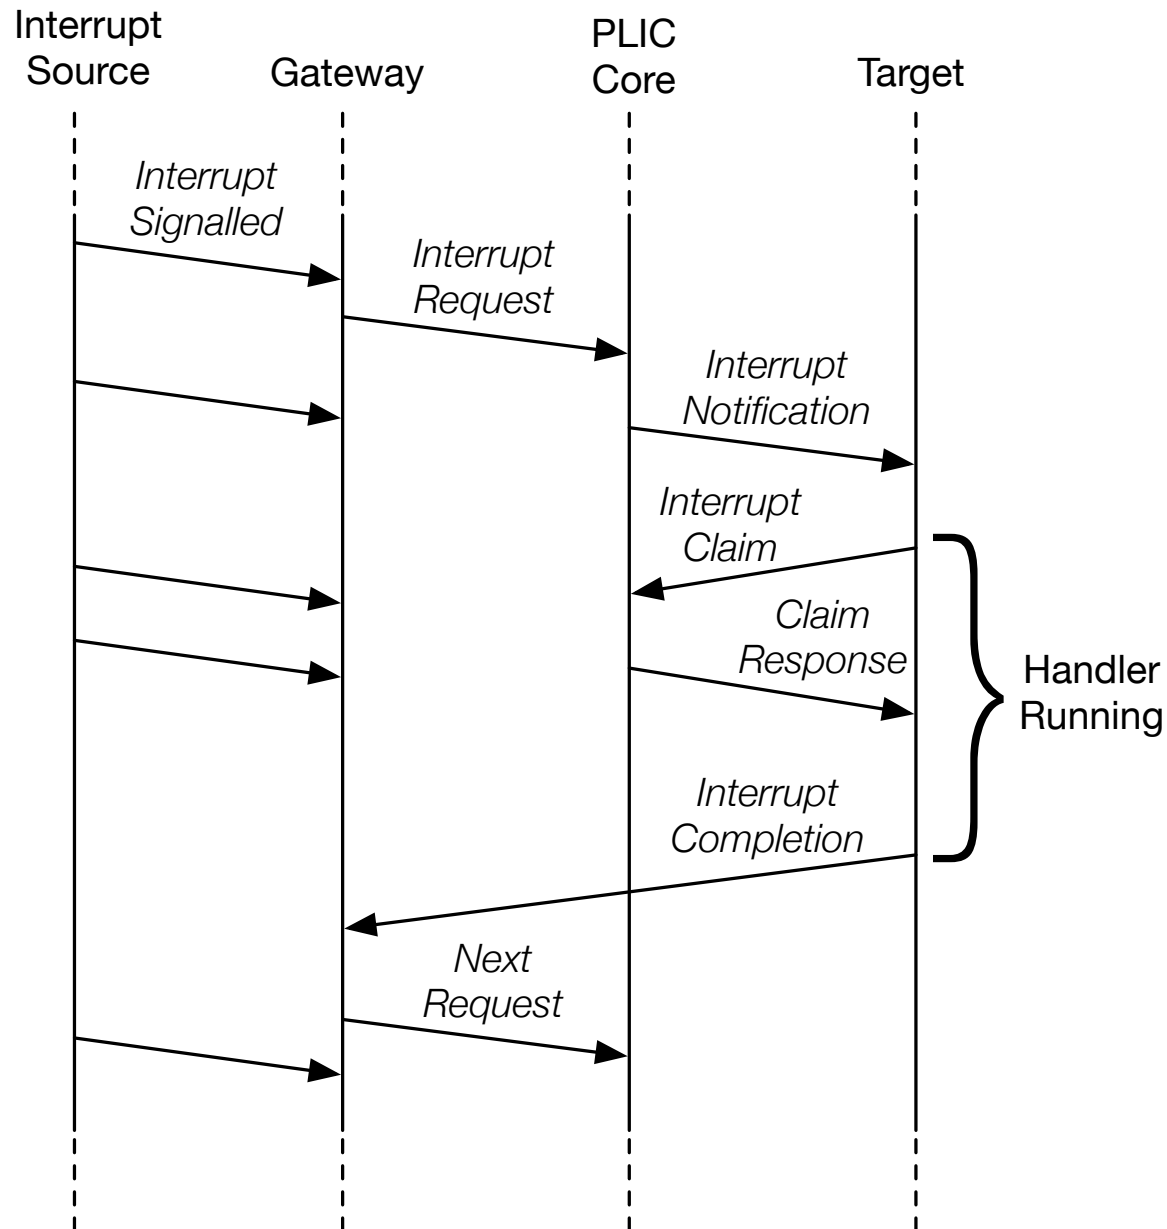 Interrupt
Source
Gateway
PLIC
Core
Target
Interrupt
Signalled
Interrupt
Request
Interrupt
Notification
Interrupt
Claim
Claim
Response
Handler
Running
Interrupt
Completion
Next
Request